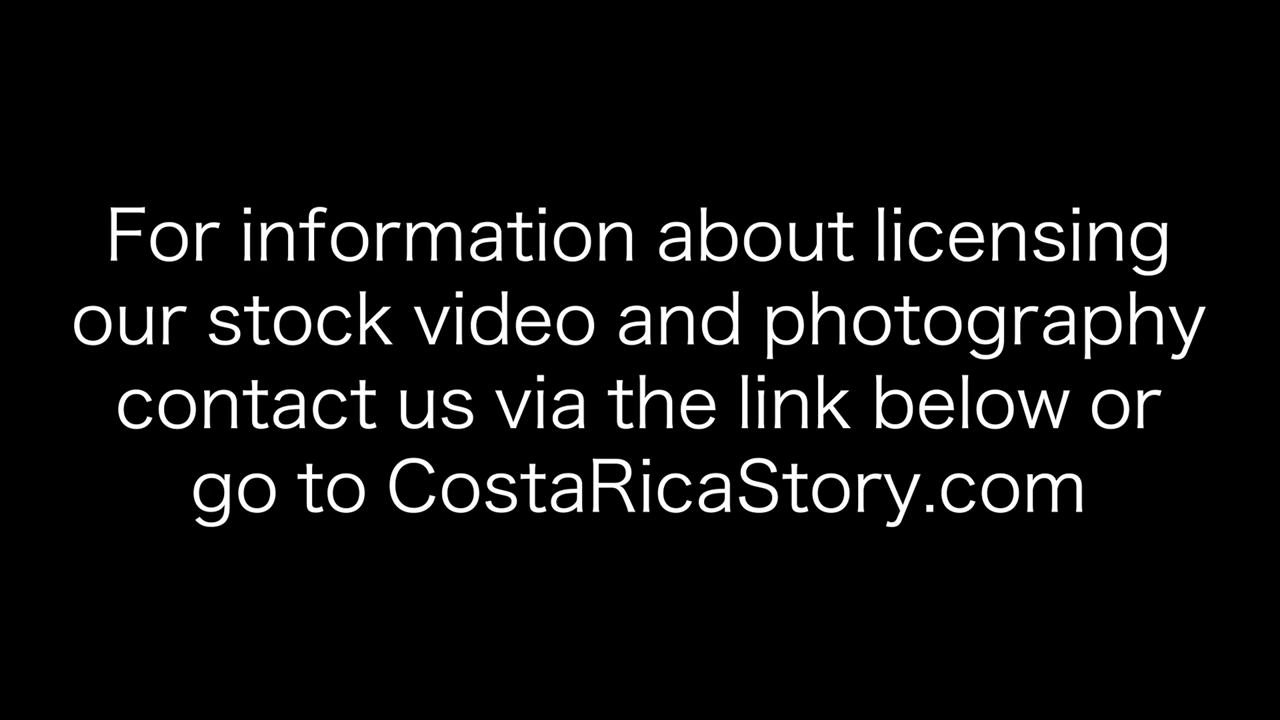 For information about licensing
our stock video and photography
contact us via the link below or
go to CostaRicaStory.com